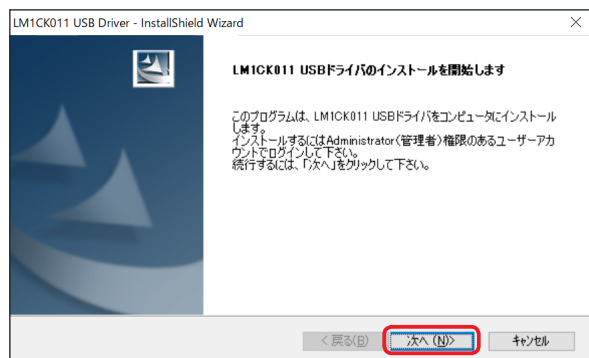 LM1CK011 USB Driver - InstallShield Wizard
LM1CK011 USBドライバのインストールを開始します
このプログラムは、LM1CK011 USBドライバをコンピュータにインストール
します。
インストールするにはAdministrator(管理者)権限のあるユーザーアカ
ウントでログインして下さい。
続行するには、「次へ」をクリックして下さい。
< 戻る(B)
次へ (N)>
キャンセル